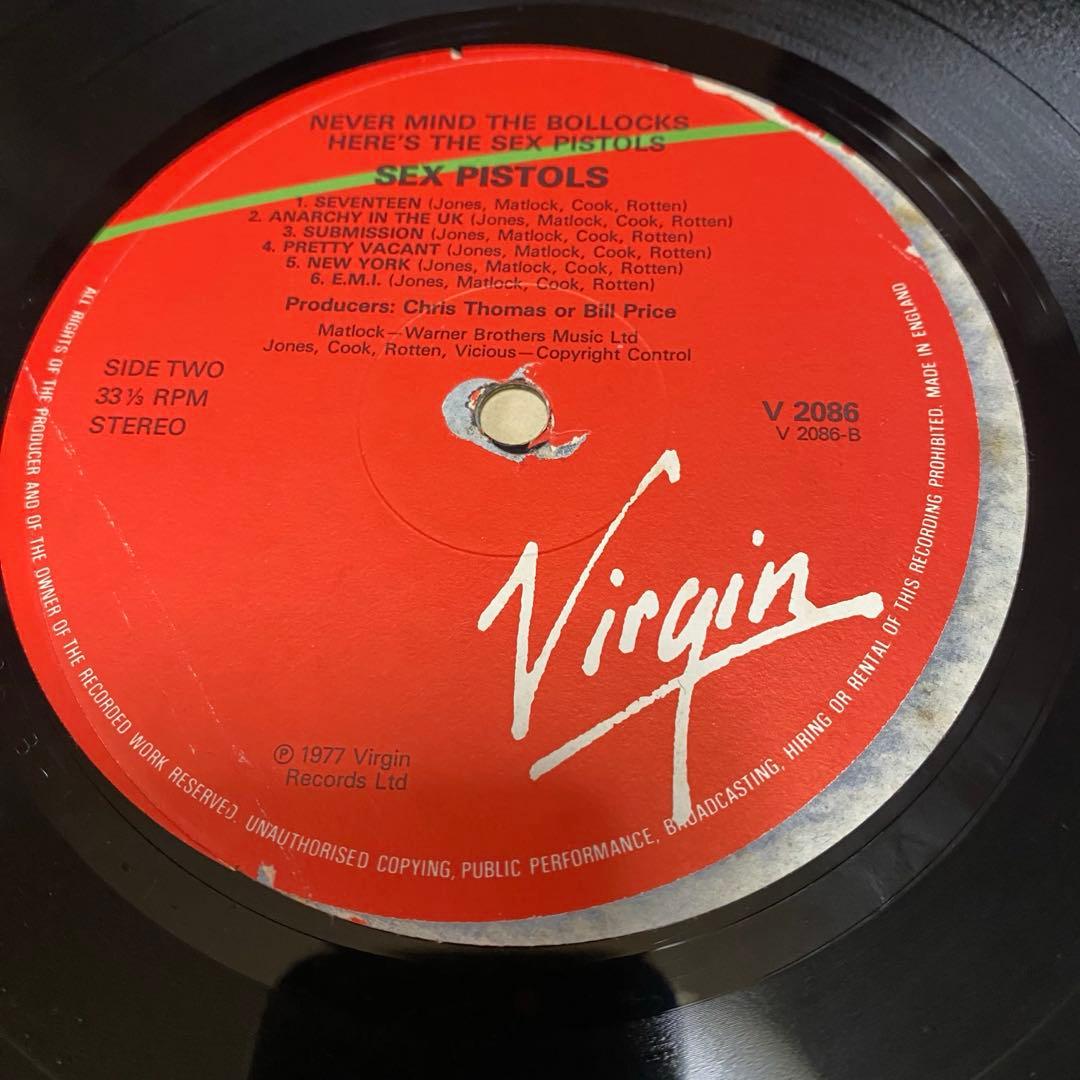 NEVER MIND THE BOLLOCKS
HERE'S THE SEX PISTOLS
SEX PISTOLS
1. SEVENTEEN (Jones, Matlock, Cook, Rotten)
2. ANARCHY IN THE UK (Jones, Matlock, Cook, Rotten)
3. SUBMISSION (Jones, Matlock, Cook, Rotten)
4. PRETTY VACANT (Jones, Matlock, Cook, Rotten)
5. NEW YORK (Jones, Matlock, Cook, Rotten)
6. E.M.I. (Jones, Matlock, Cook, Rotten)
Producers: Chris Thomas or Bill Price
Matlock—Warner Brothers Music Ltd
Jones, Cook, Rotten, Vicious—Copyright Control
SIDE TWO
33⅓ RPM
STEREO
V 2086
V 2086-B
Virgin
℗ 1977 Virgin
Records Ltd
ALL RIGHTS OF THE PRODUCER AND OF THE OWNER OF THE RECORDED WORK RESERVED. UNAUTHORISED COPYING, PUBLIC PERFORMANCE, BROADCASTING, HIRING OR RENTAL OF THIS RECORDING PROHIBITED. MADE IN ENGLAND